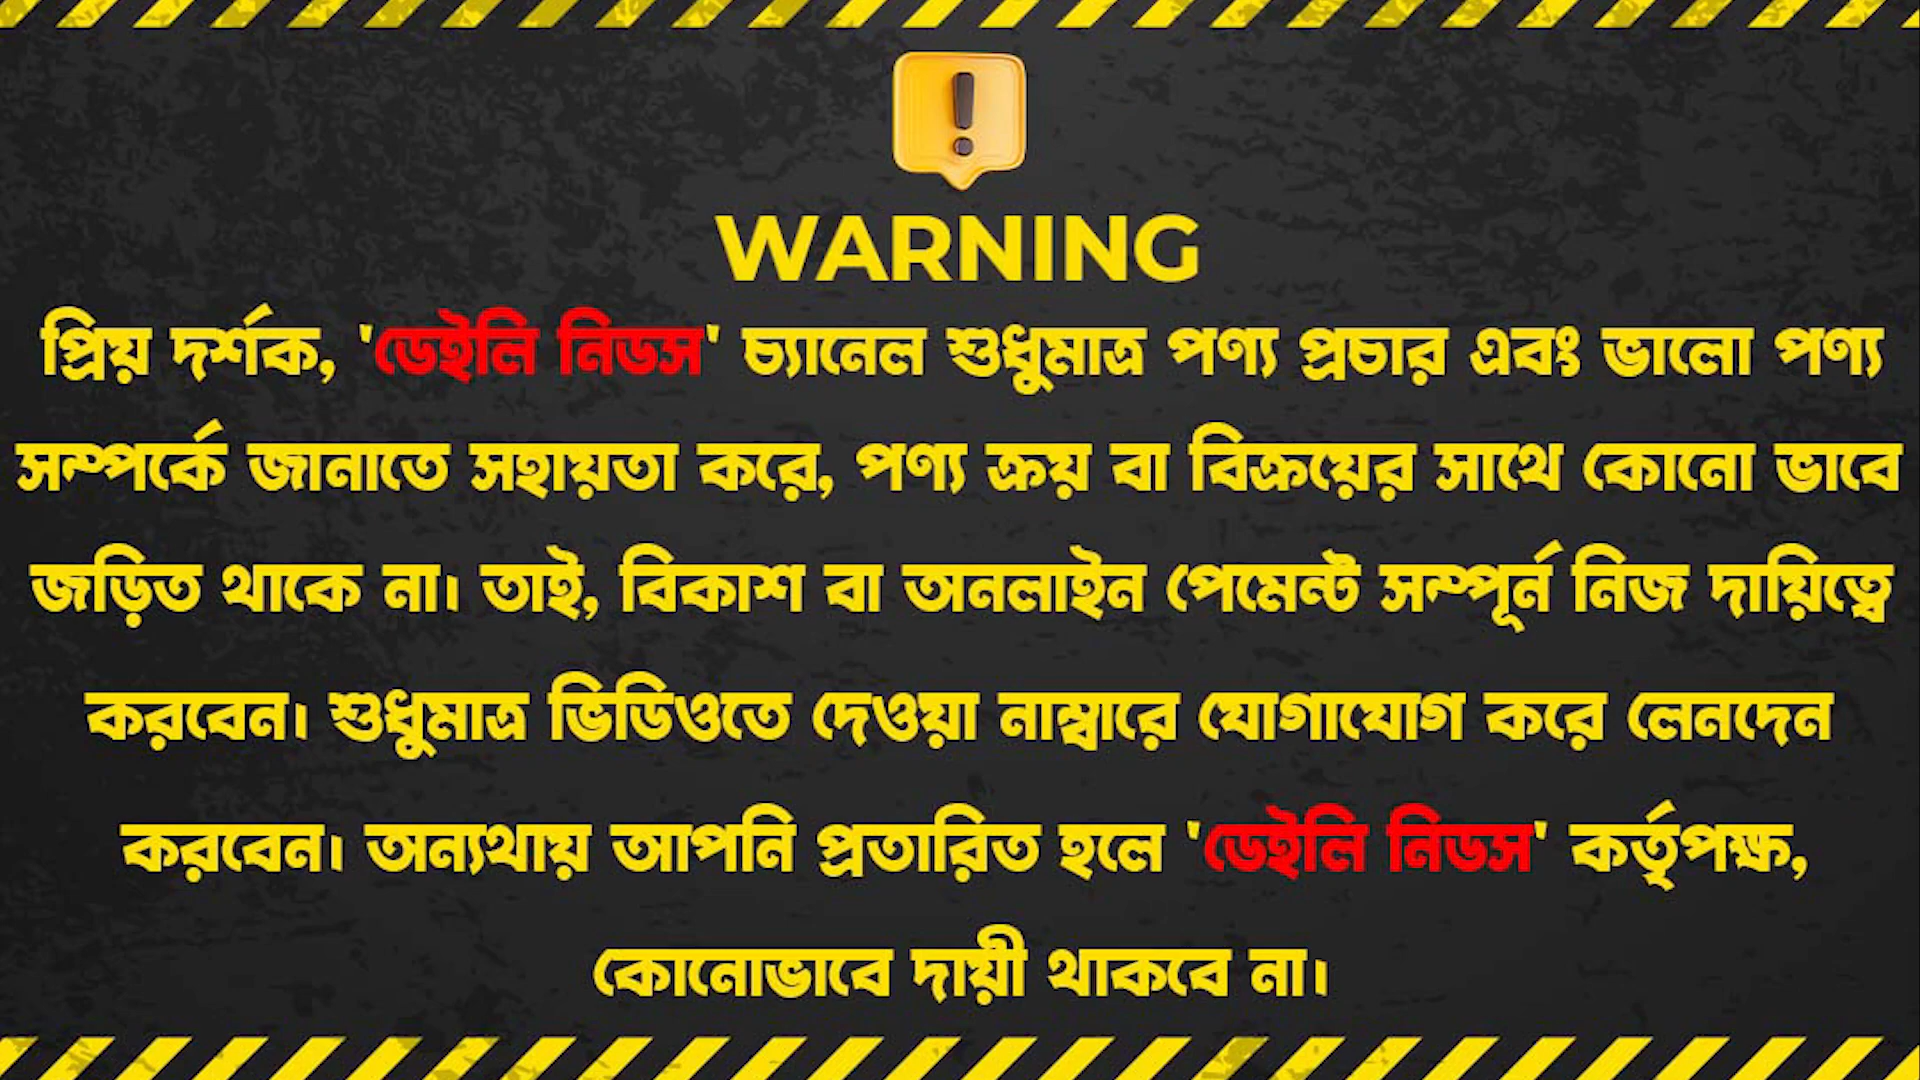 WARNING
প্রিয় দর্শক, 'ডেইলি নিডস' চ্যানেল শুধুমাত্র পণ্য প্রচার এবং ভালো পণ্য
সম্পর্কে জানাতে সহায়তা করে, পণ্য ক্রয় বা বিক্রয়ের সাথে কোনো ভাবে
জড়িত থাকে না। তাই, বিকাশ বা অনলাইন পেমেন্ট সম্পূর্ন নিজ দায়িত্বে
করবেন। শুধুমাত্র ভিডিওতে দেওয়া নাম্বারে যোগাযোগ করে লেনদেন
করবেন। অন্যথায় আপনি প্রতারিত হলে 'ডেইলি নিডস' কর্তৃপক্ষ,
কোনোভাবে দায়ী থাকবে না।